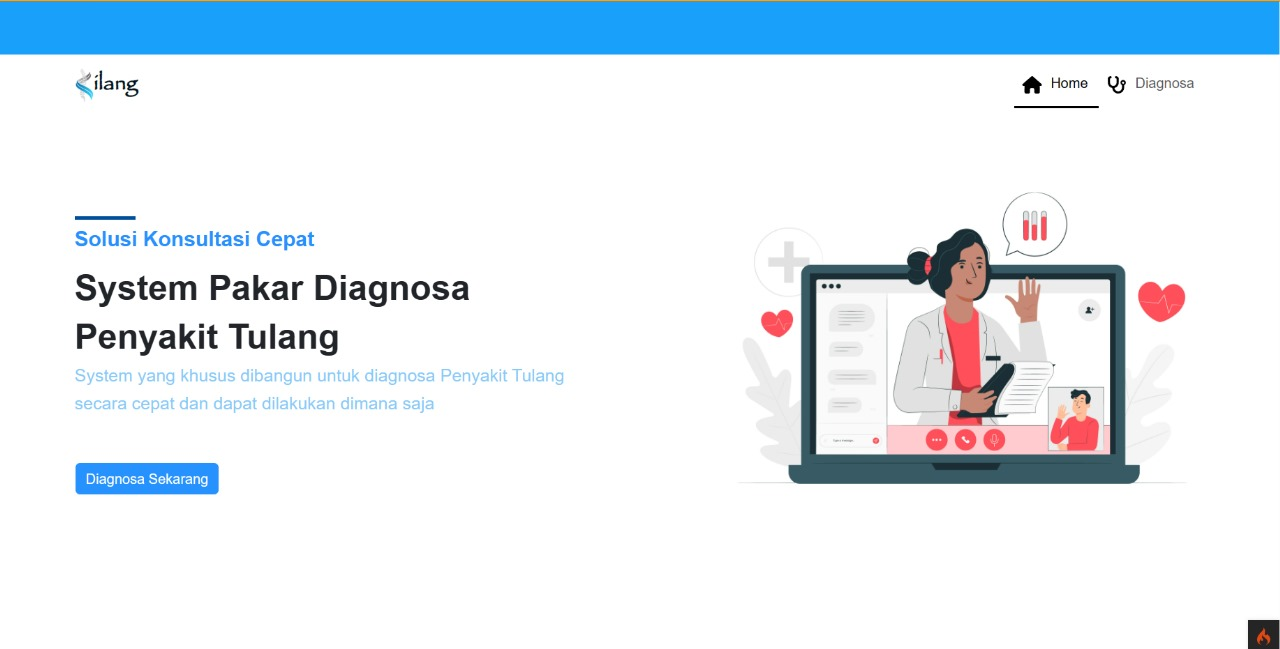 ilang
Home
Diagnosa
Solusi Konsultasi Cepat
System Pakar Diagnosa
Penyakit Tulang
System yang khusus dibangun untuk diagnosa Penyakit Tulang
secara cepat dan dapat dilakukan dimana saja
Diagnosa Sekarang